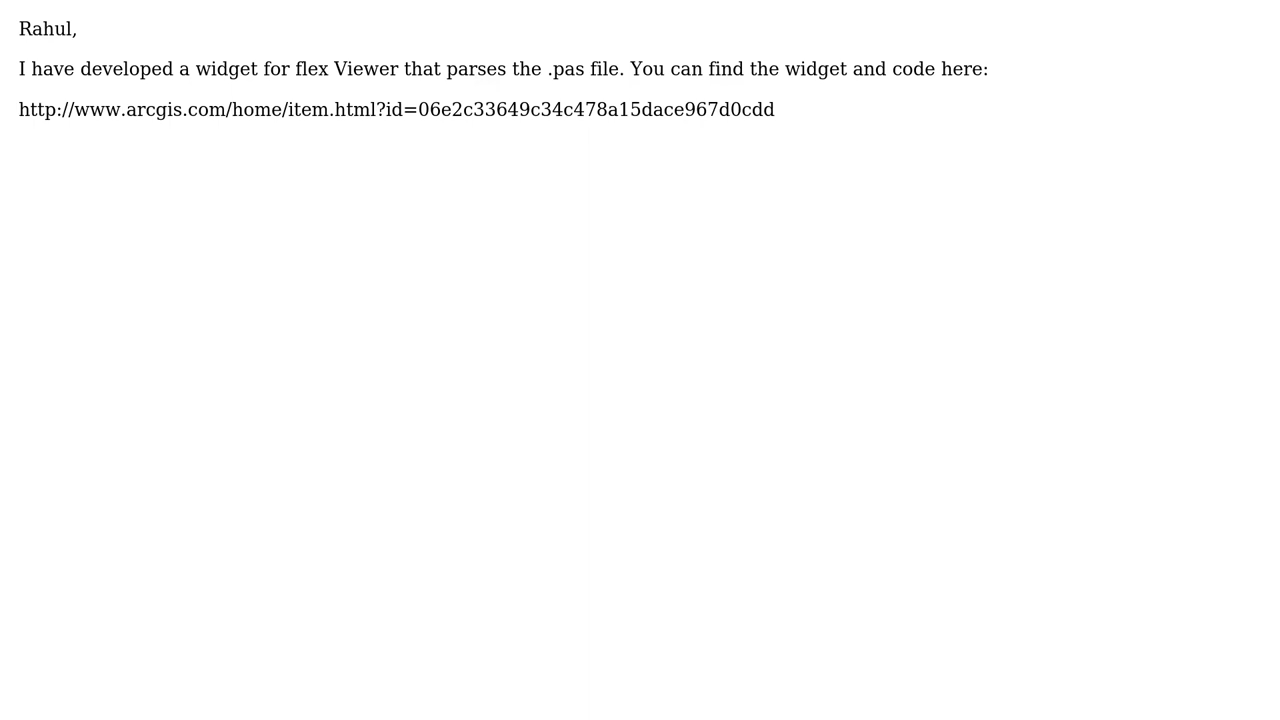 Rahul,
I have developed a widget for flex Viewer that parses the .pas file. You can find the widget and code here:
http://www.arcgis.com/home/item.html?id=06e2c33649c34c478a15dace967d0cdd